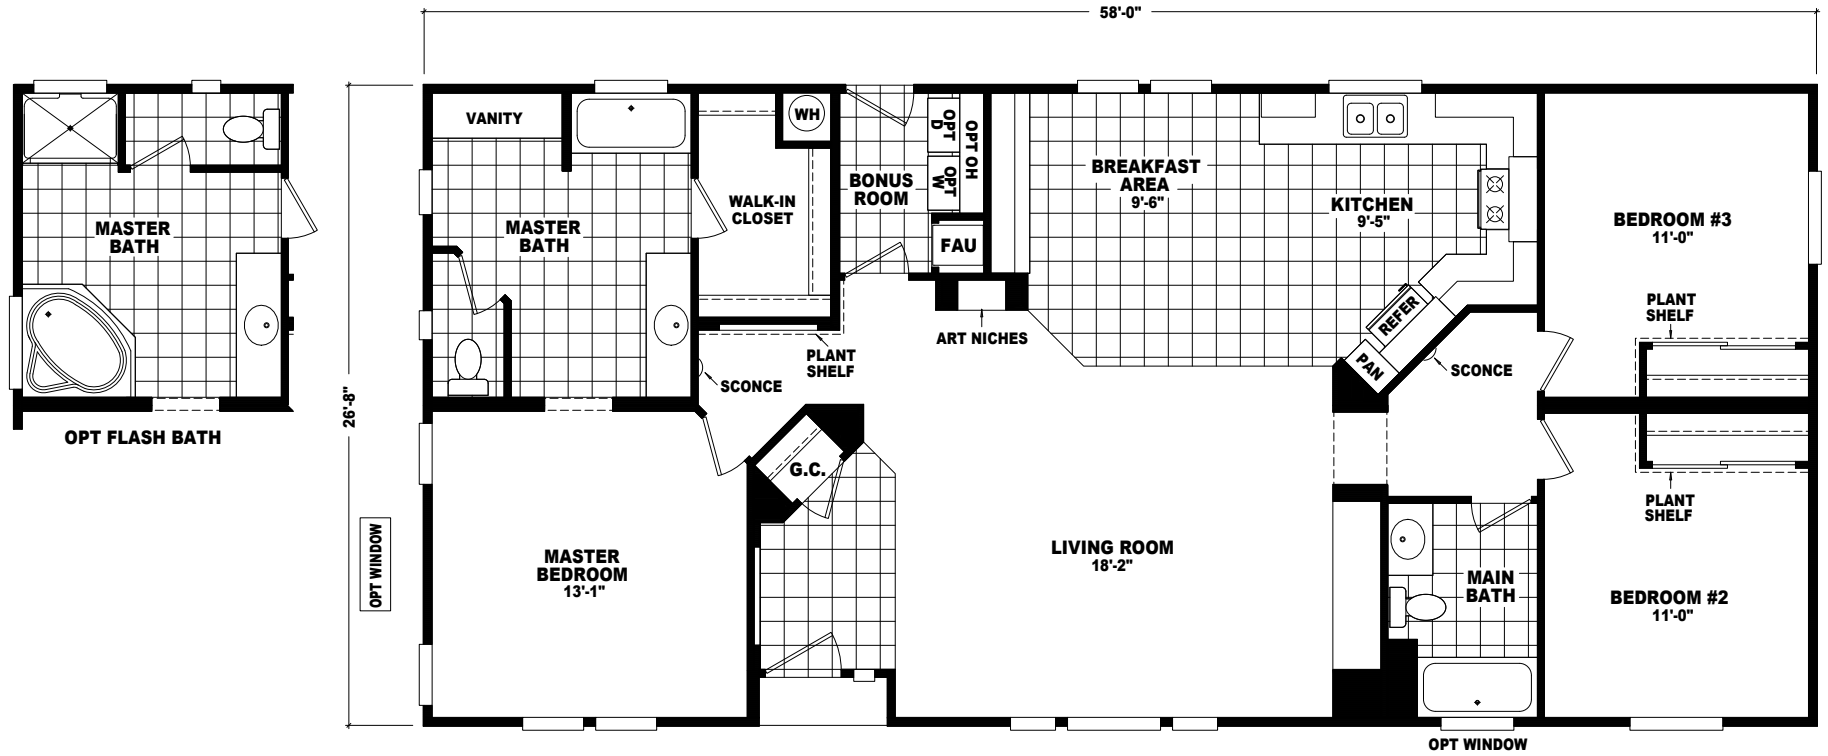 58'-0"
26'-8"
MASTER
BATH
OPT FLASH BATH
VANITY
MASTER
BATH
WALK-IN
CLOSET
WH
BONUS
ROOM
OPT
D
OPT
W
OPT OH
FAU
BREAKFAST
AREA
9'-6"
KITCHEN
9'-5"
REFER
PAN
BEDROOM #3
11'-0"
PLANT
SHELF
ART NICHES
PLANT
SHELF
SCONCE
SCONCE
G.C.
PLANT
SHELF
OPT WINDOW
MASTER
BEDROOM
13'-1"
LIVING ROOM
18'-2"
MAIN
BATH
BEDROOM #2
11'-0"
OPT WINDOW